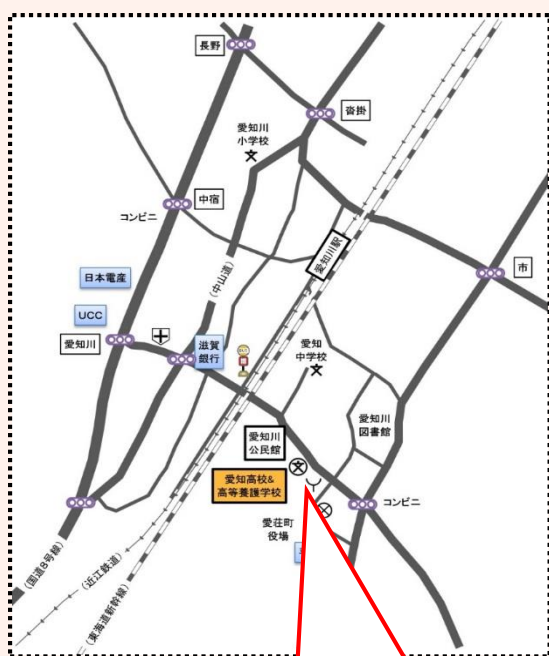 長野
沓掛
愛知川
小学校
中宿
コンビニ
愛知川駅
市
日本電産
(中山道)
UCC
愛知川
滋賀
銀行
愛知
中学校
愛知川
図書館
愛知川
公民館
愛知高校&
高等養護学校
コンビニ
愛荘町
役場
(国道8号線)
(近江鉄道)
(東海道新幹線)